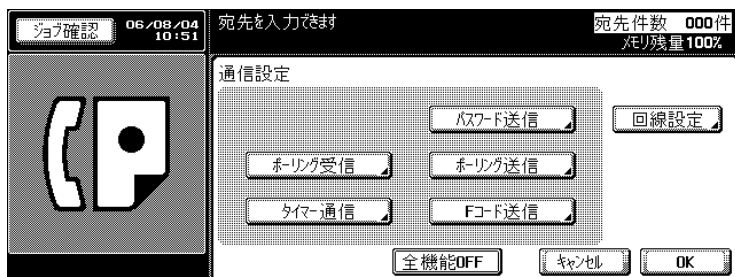 ジョブ確認
06/08/04
10:51
宛先を入力できます
宛先件数 000件
メモリ残量100%
通信設定
パスワード送信
回線設定
ポーリング受信
ポーリング送信
タイマー通信
Fコード送信
全機能OFF
キャンセル
OK